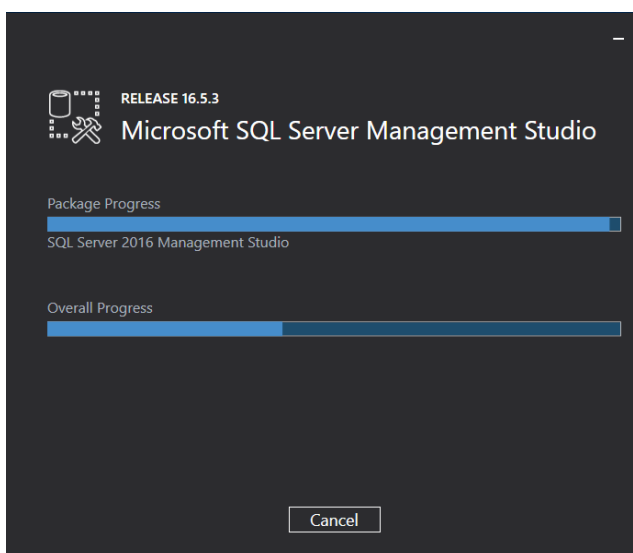 RELEASE 16.5.3
Microsoft SQL Server Management Studio
Package Progress
SQL Server 2016 Management Studio
Overall Progress
Cancel